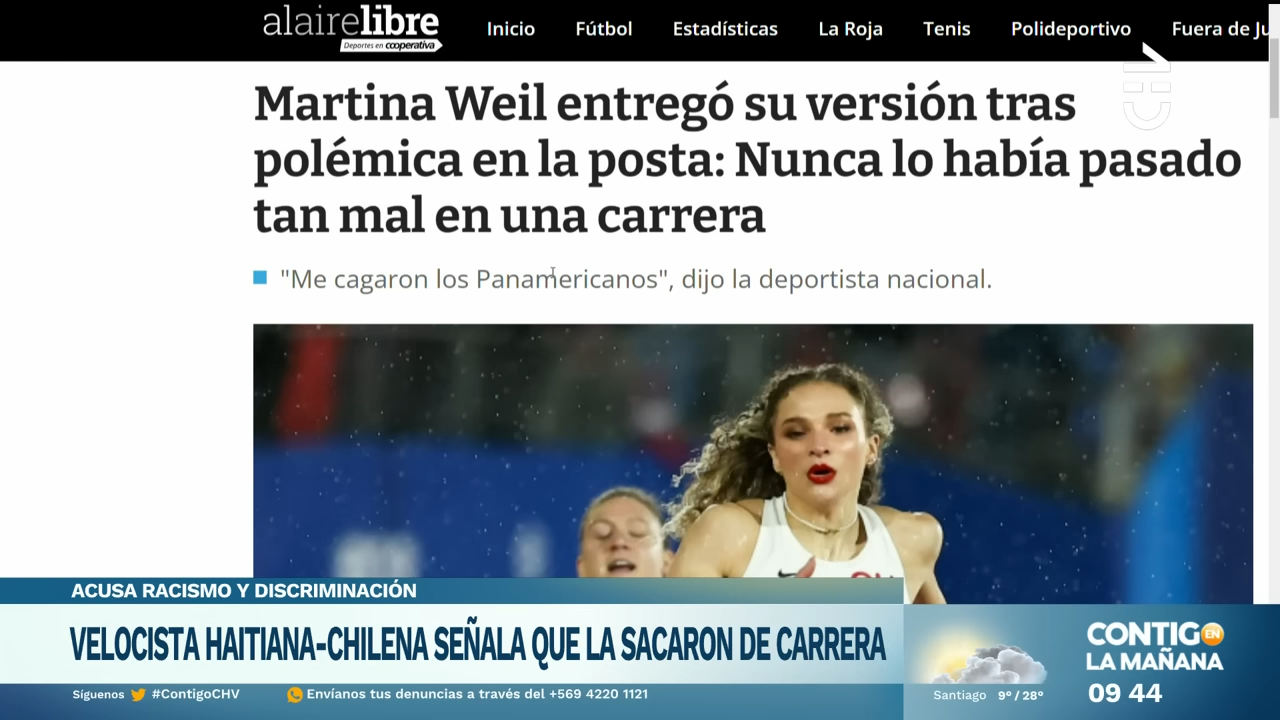 alairelibre
Deportes en cooperativa
Inicio Fútbol Estadísticas La Roja Tenis Polideportivo Fuera de Ju
CHV
Martina Weil entregó su versión tras
polémica en la posta: Nunca lo había pasado
tan mal en una carrera
"Me cagaron los Panamericanos", dijo la deportista nacional.
ACUSA RACISMO Y DISCRIMINACIÓN
VELOCISTA HAITIANA-CHILENA SEÑALA QUE LA SACARON DE CARRERA
CONTIGO EN
LA MAÑANA
Síguenos #ContigoCHV Envíanos tus denuncias a través del +569 4220 1121
Santiago 9º / 28º
09 44